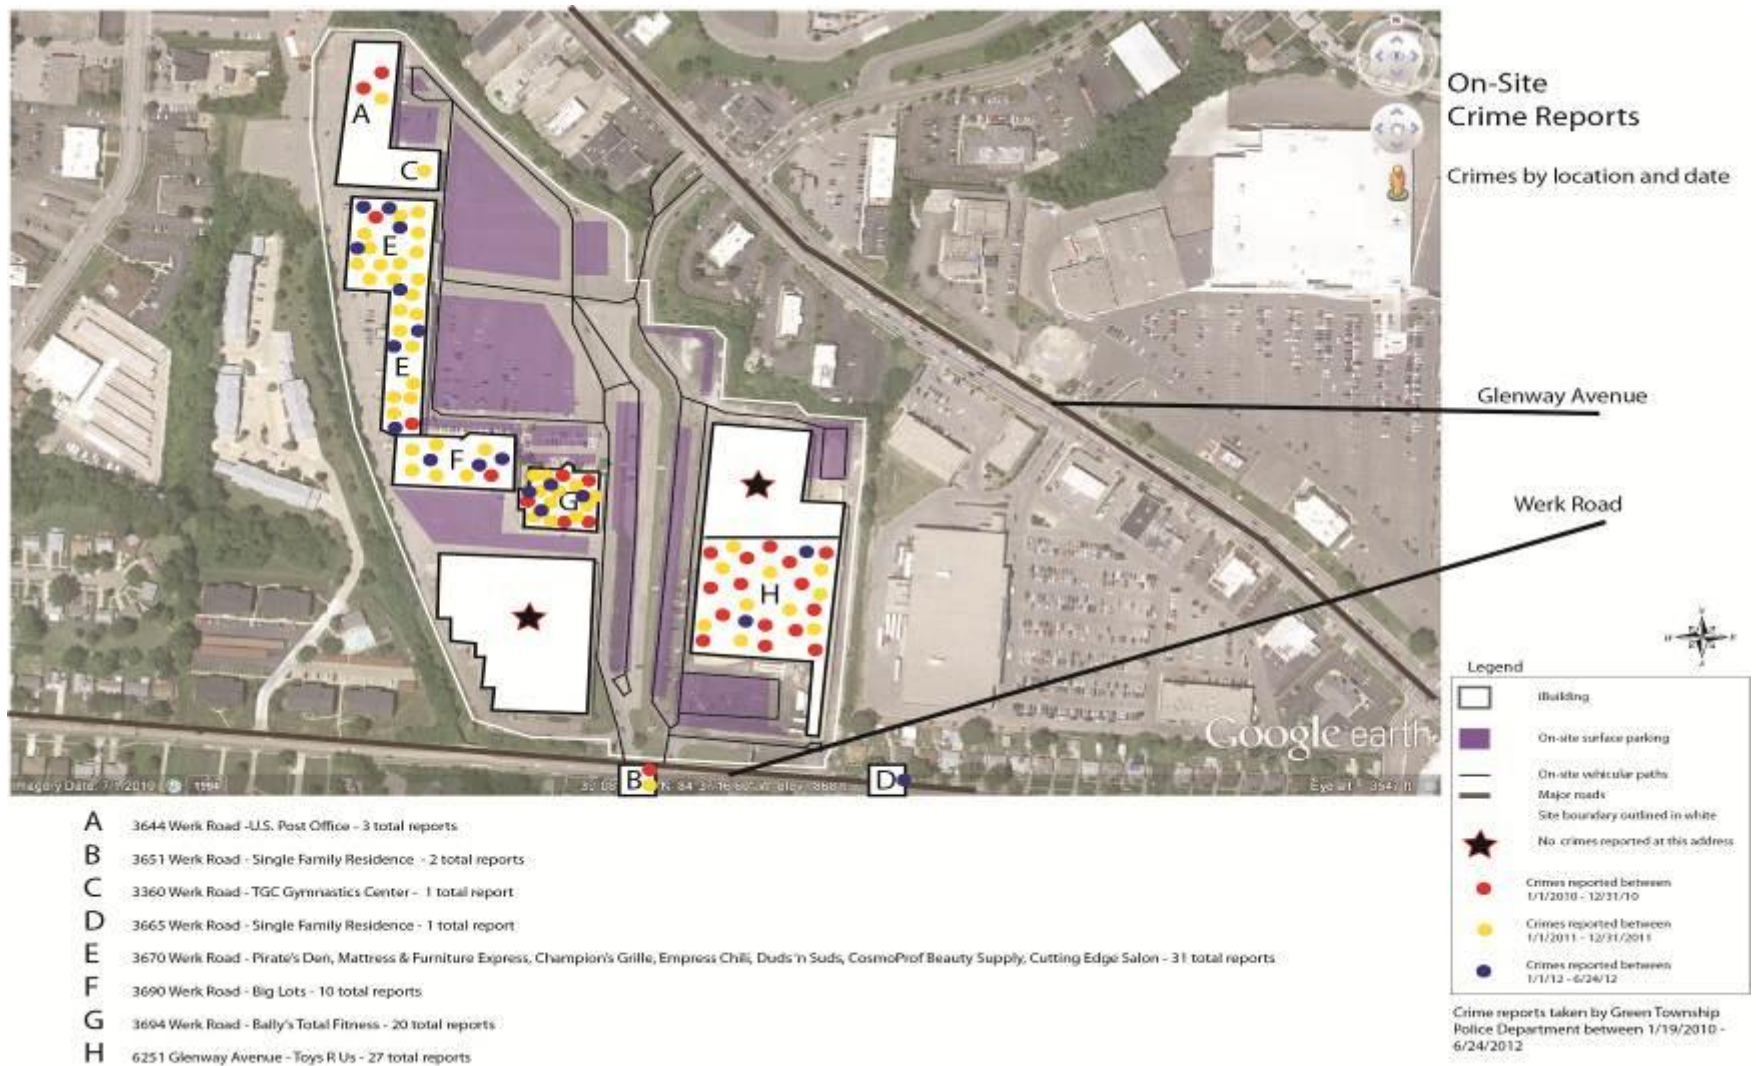 On-Site
Crime Reports
Crimes by location and date
A
C
E
E
F
G
H
Glenway Avenue
Werk Road
B
D
Google earth
1994
Legend
iBuilding
On-site surface parking
On-site vehicular paths
Major roads
Site boundary outlined in white
No crimes reported at this address
Crimes reported between
1/1/2010 - 12/31/10
Crimes reported between
1/1/2011 - 12/31/2011
Crimes reported between
1/1/12 - 6/24/12
Crime reports taken by Green Township
Police Department between 1/19/2010 -
6/24/2012
A 3644 Werk Road -U.S. Post Office - 3 total reports
B 3651 Werk Road - Single Family Residence - 2 total reports
C 3360 Werk Road - TGC Gymnastics Center - 1 total report
D 3665 Werk Road - Single Family Residence - 1 total report
E 3670 Werk Road - Pirate's Den, Mattress & Furniture Express, Champion's Grille, Empress Chili, Duds 'n Suds, CosmoProf Beauty Supply, Cutting Edge Salon - 31 total reports
F 3690 Werk Road - Big Lots - 10 total reports
G 3694 Werk Road - Bally's Total Fitness - 20 total reports
H 6251 Glenway Avenue - Toys R Us - 27 total reports